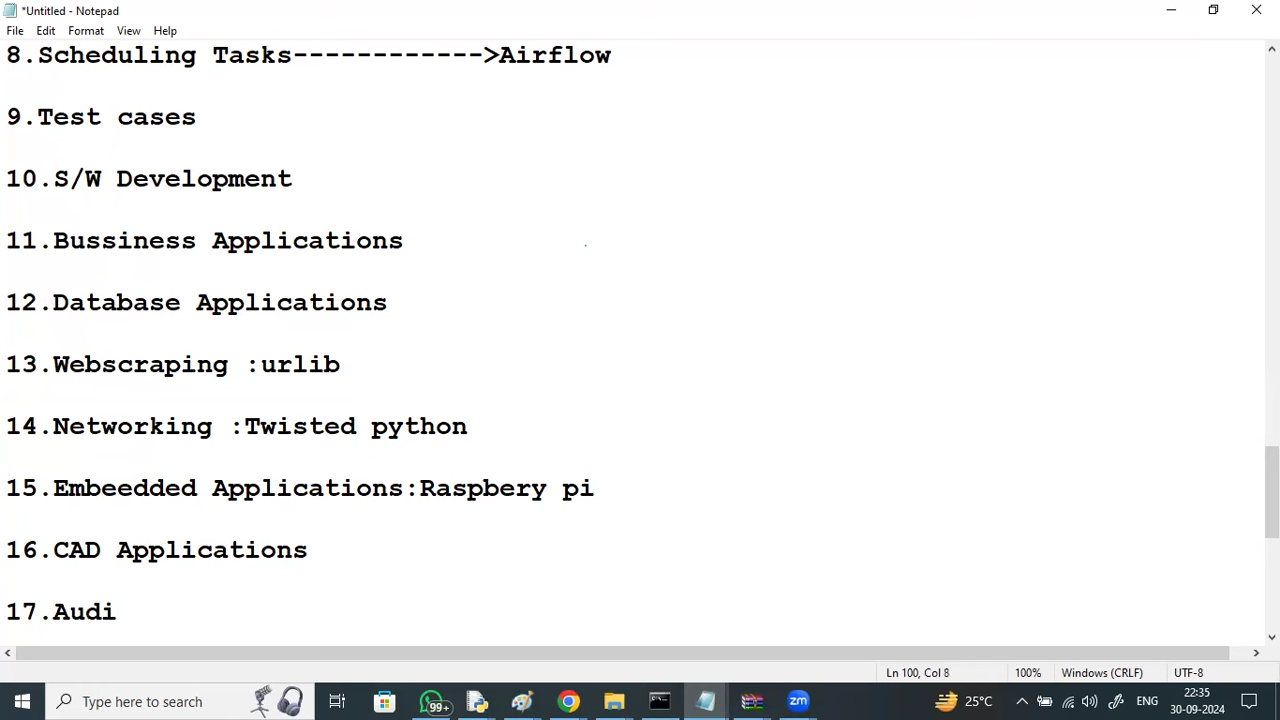 *Untitled - Notepad
File Edit Format View Help
8.Scheduling Tasks------------>Airflow
9.Test cases
10.S/W Development
11.Bussiness Applications
12.Database Applications
13.Webscraping :urlib
14.Networking :Twisted python
15.Embeedded Applications:Raspbery pi
16.CAD Applications
17.Audi
Ln 100, Col 8 100% Windows (CRLF) UTF-8
Type here to search 99+ zm 25°C ENG 22:35
30-09-2024